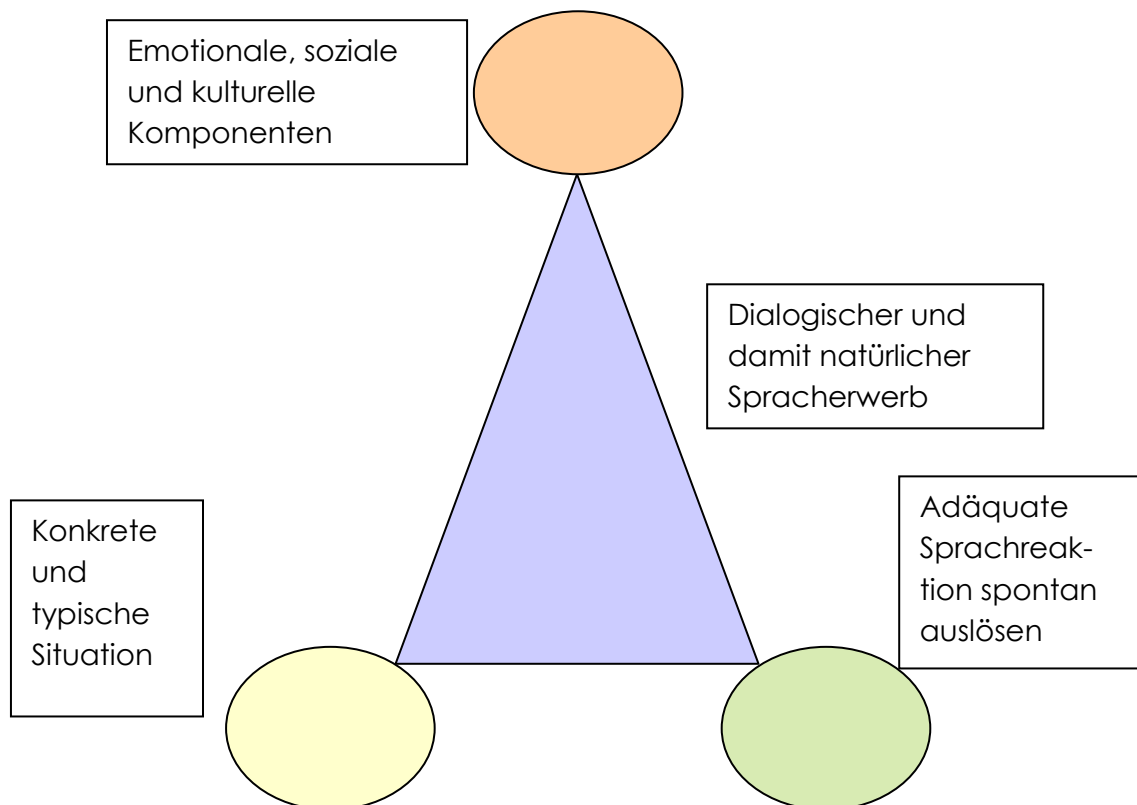 Emotionale, soziale
und kulturelle
Komponenten
Dialogischer und
damit natürlicher
Spracherwerb
Konkrete
und
typische
Situation
Adäquate
Sprachreak-
tion spontan
auslösen